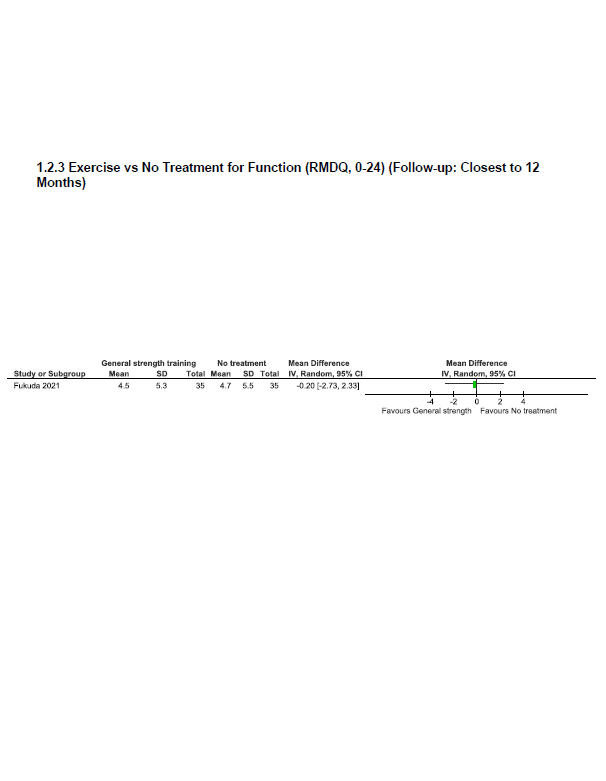 1.2.3 Exercise vs No Treatment for Function (RMDQ, 0-24) (Follow-up: Closest to 12
Months)
General strength training No treatment Mean Difference Mean Difference
Study or Subgroup Mean SD Total Mean SD Total IV, Random, 95% CI IV, Random, 95% CI
Fukuda 2021 4.5 5.3 35 4.7 5.5 35 -0.20 [-2.73, 2.33]
-4 -2 0 2 4
Favours General strength Favours No treatment